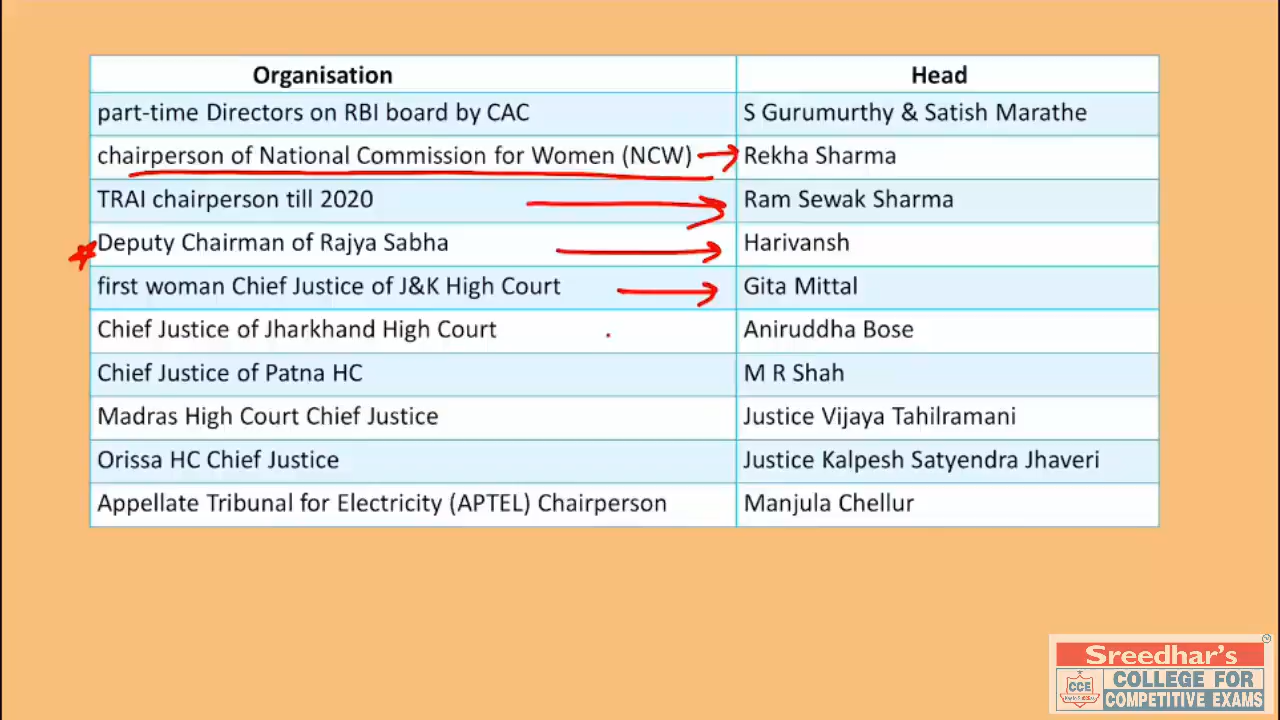 Organisation Head
part-time Directors on RBI board by CAC S Gurumurthy & Satish Marathe
chairperson of National Commission for Women (NCW) Rekha Sharma
TRAI chairperson till 2020 Ram Sewak Sharma
Deputy Chairman of Rajya Sabha Harivansh
first woman Chief Justice of J&K High Court Gita Mittal
Chief Justice of Jharkhand High Court Aniruddha Bose
Chief Justice of Patna HC M R Shah
Madras High Court Chief Justice Justice Vijaya Tahilramani
Orissa HC Chief Justice Justice Kalpesh Satyendra Jhaveri
Appellate Tribunal for Electricity (APTEL) Chairperson Manjula Chellur
Sreedhar's
CCE
COLLEGE FOR
COMPETITIVE EXAMS